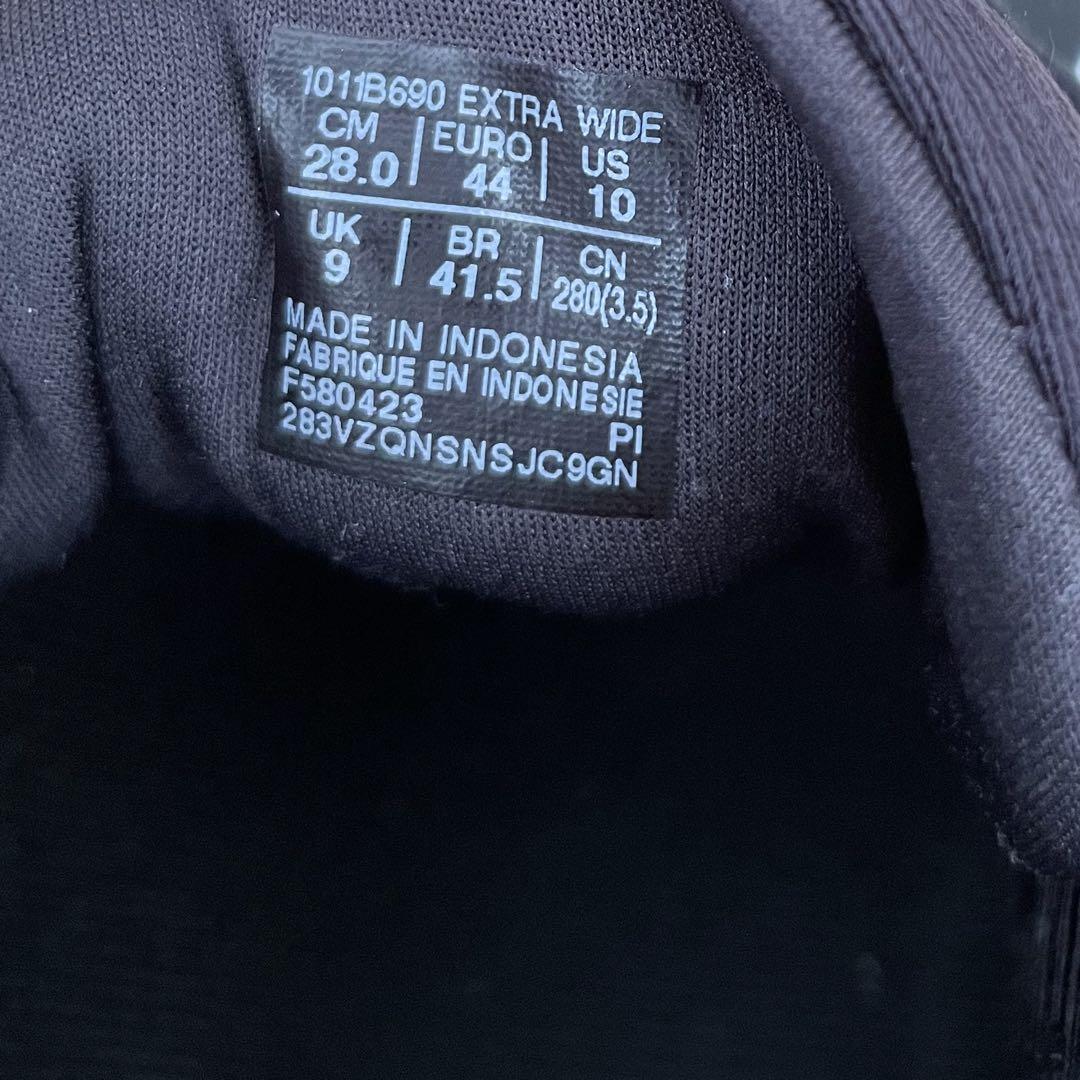 1011B690 EXTRA WIDE
CM | EURO | US
28.0 44 10
UK | BR | CN
9 41.5 280(3.5)
MADE IN INDONESIA
FABRIQUE EN INDONESIE
F580423 PI
283VZQNSNSJC9GN